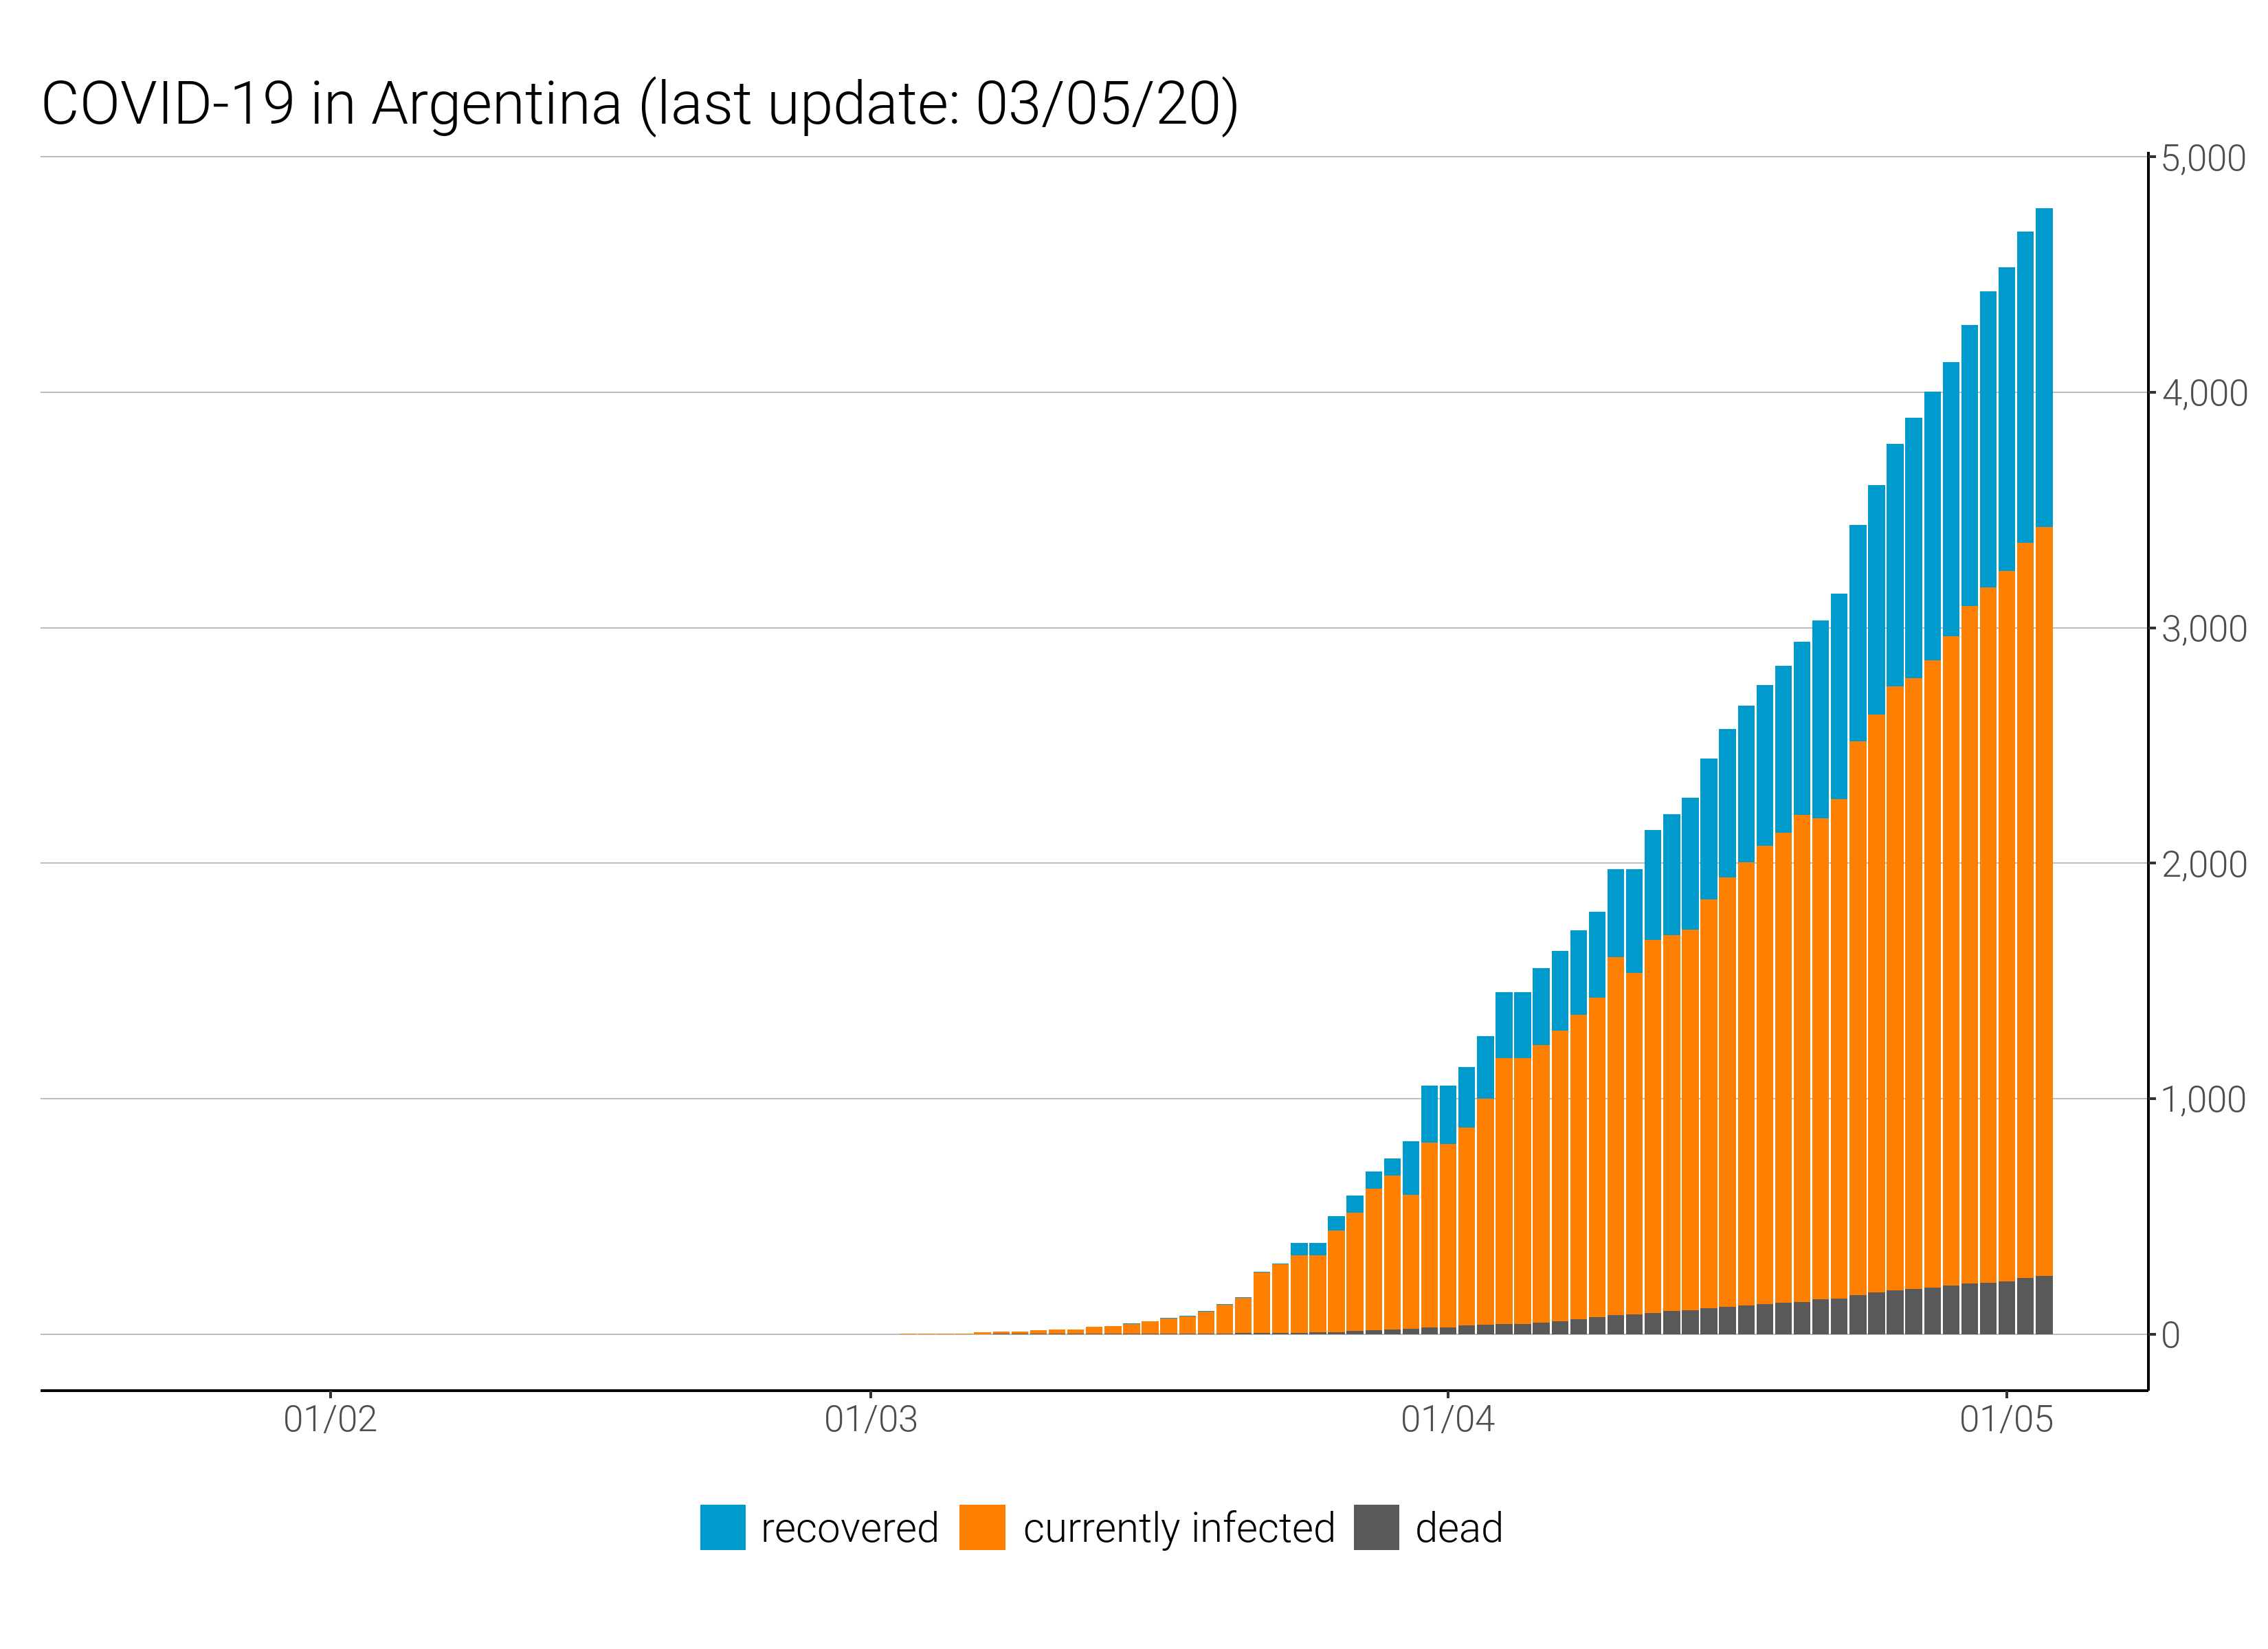 COVID-19 in Argentina (last update: 03/05/20)
5,000
4,000
3,000
2,000
1,000
0
01/02 01/03 01/04 01/05
recovered currently infected dead